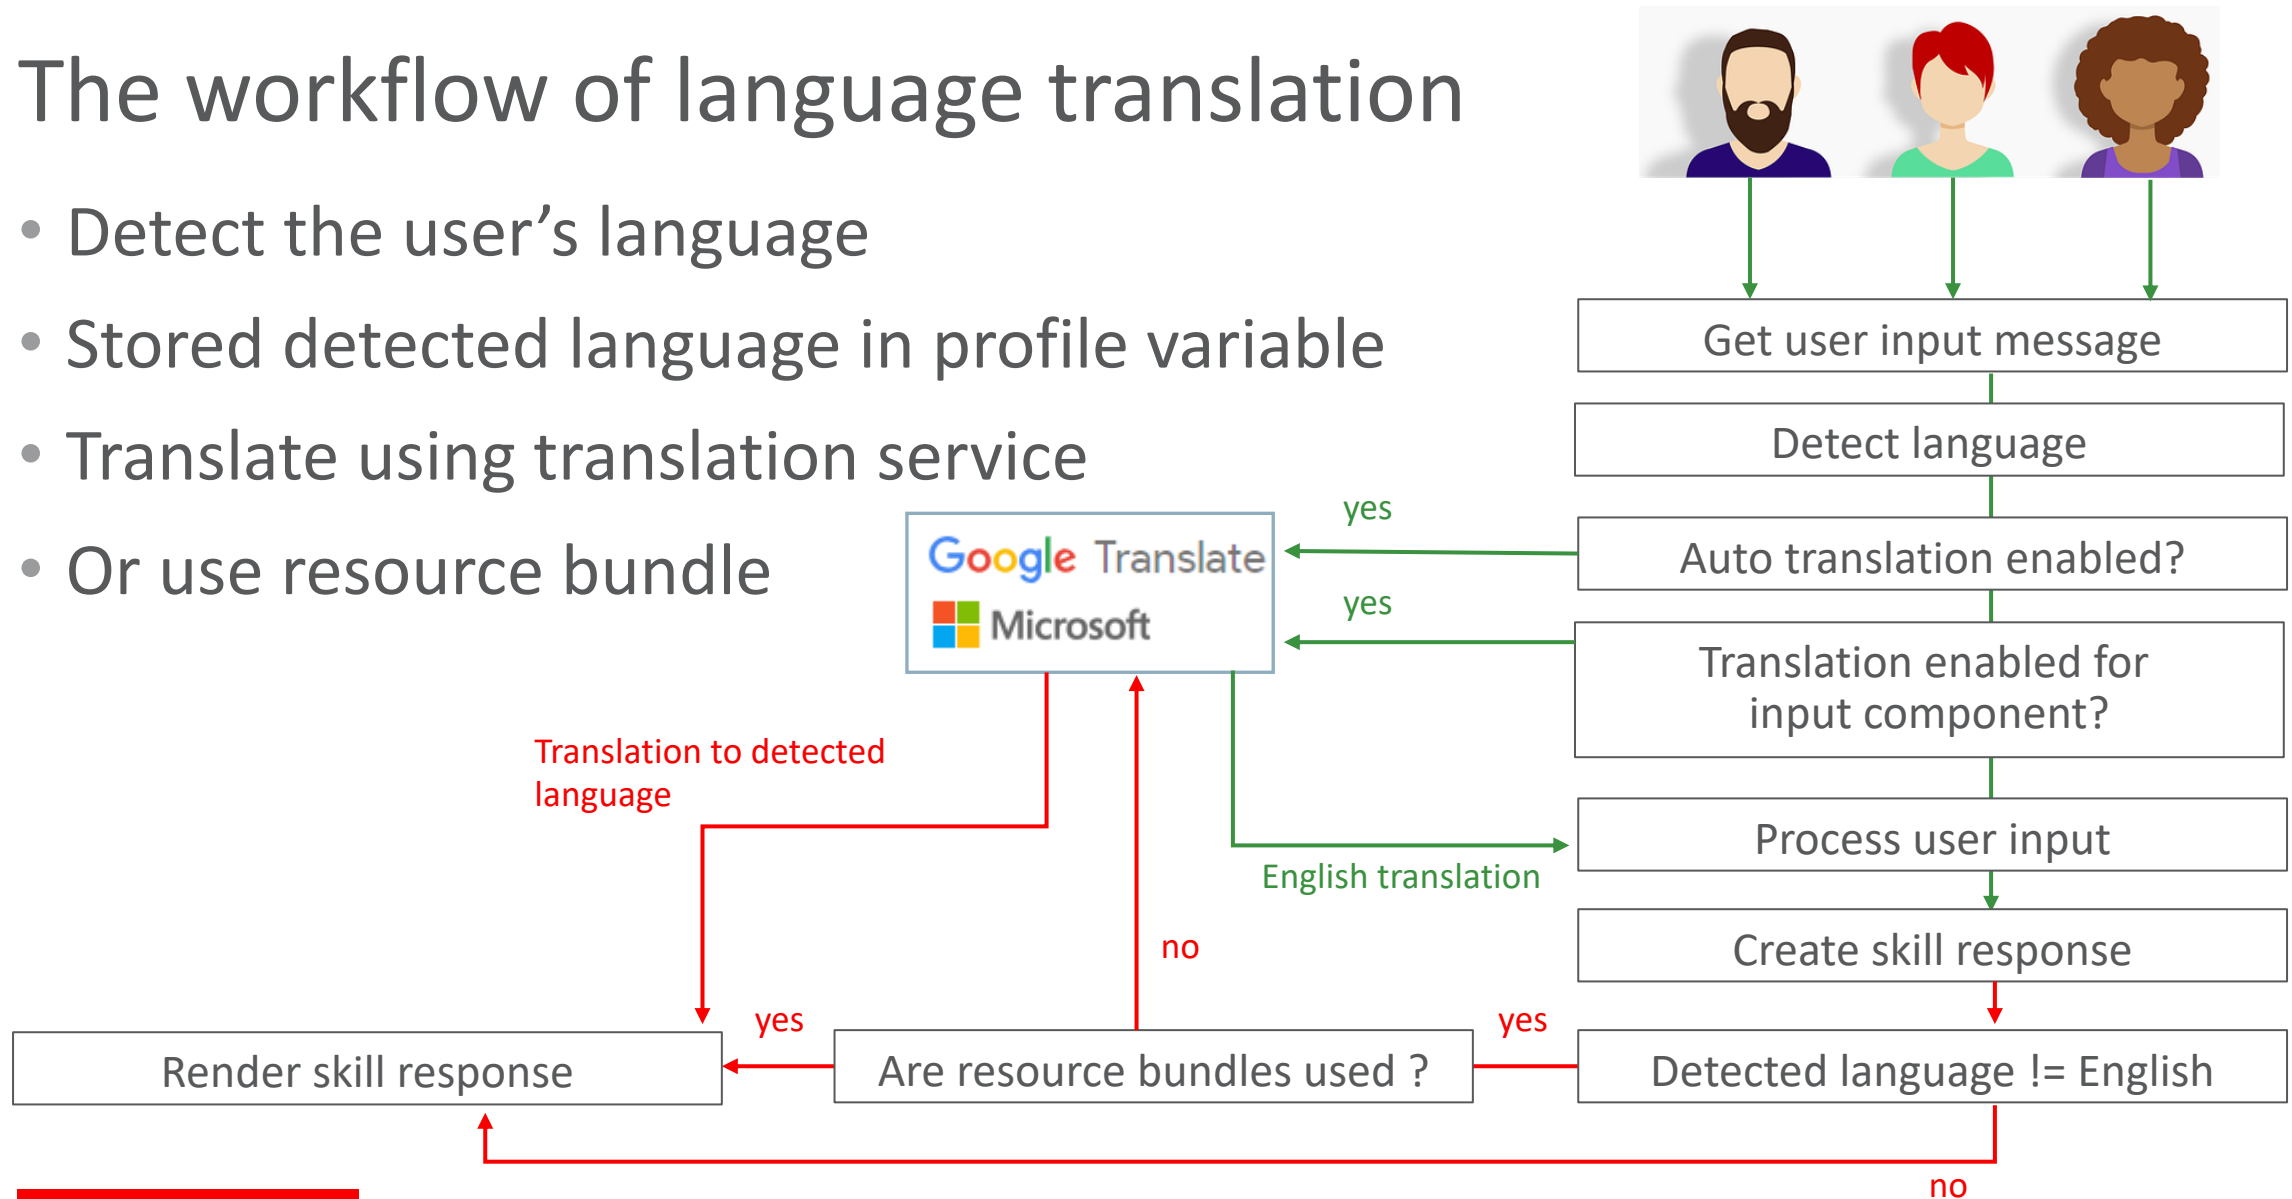 The workflow of language translation
• Detect the user’s language
• Stored detected language in profile variable
• Translate using translation service
• Or use resource bundle
Get user input message
Detect language
yes
Auto translation enabled?
Google Translate
Microsoft
yes
Translation enabled for
input component?
Translation to detected
language
Process user input
English translation
no
Create skill response
yes
yes
Render skill response
Are resource bundles used ?
Detected language != English
no